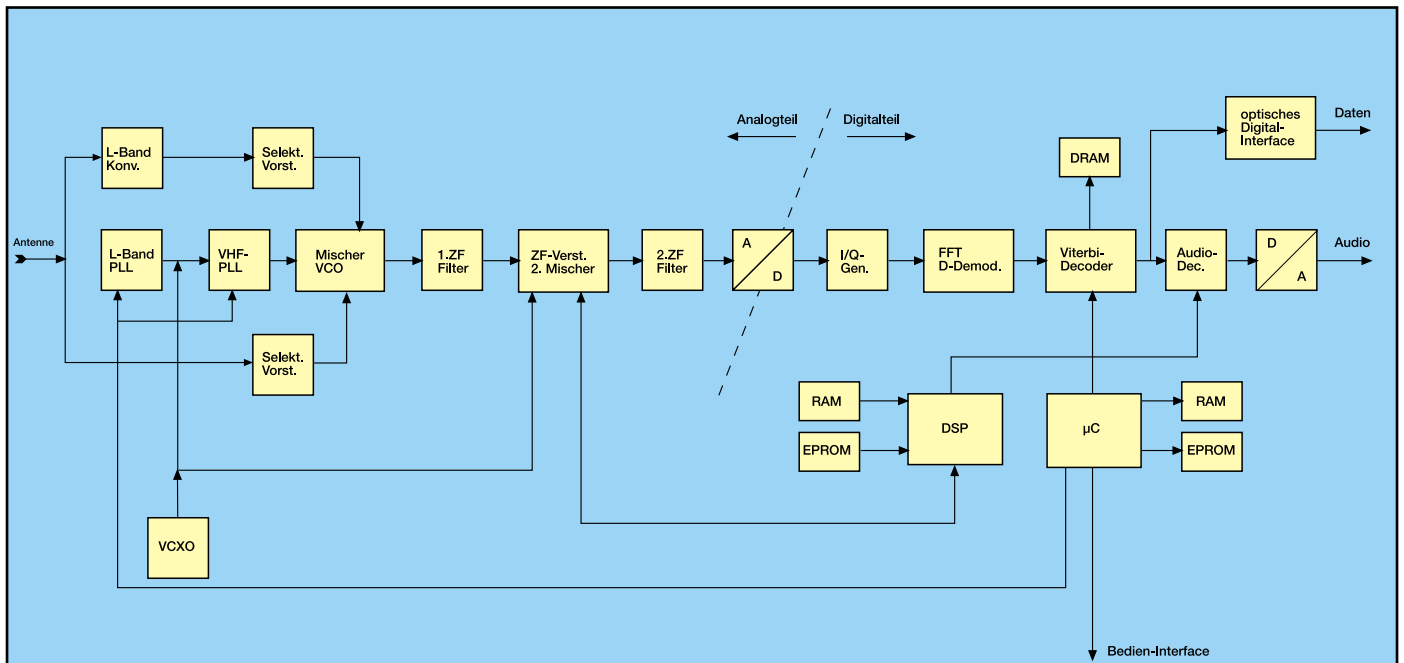 Analogteil
Digitalteil
optisches
Digital-
Interface
Daten
L-Band
Konv.
Selekt.
Vorst.
DRAM
Antenne
L-Band
PLL
VHF-
PLL
Mischer
VCO
1.ZF
Filter
ZF-Verst.
2. Mischer
2.ZF
Filter
A
D
I/Q-
Gen.
FFT
D-Demod.
Viterbi-
Decoder
Audio-
Dec.
D
A
Audio
Selekt.
Vorst.
RAM
EPROM
DSP
µC
RAM
EPROM
VCXO
Bedien-Interface